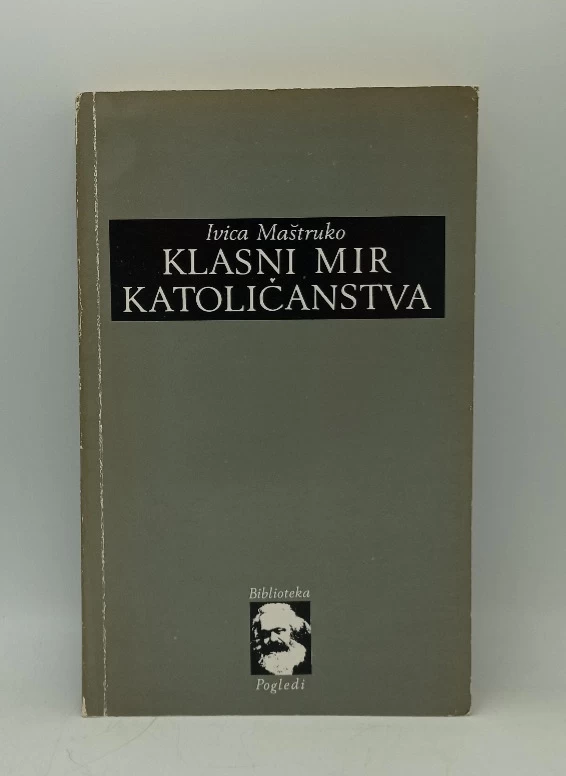 Ivica Maštruko
KLASNI MIR
KATOLIČANSTVA
Biblioteka
Pogledi